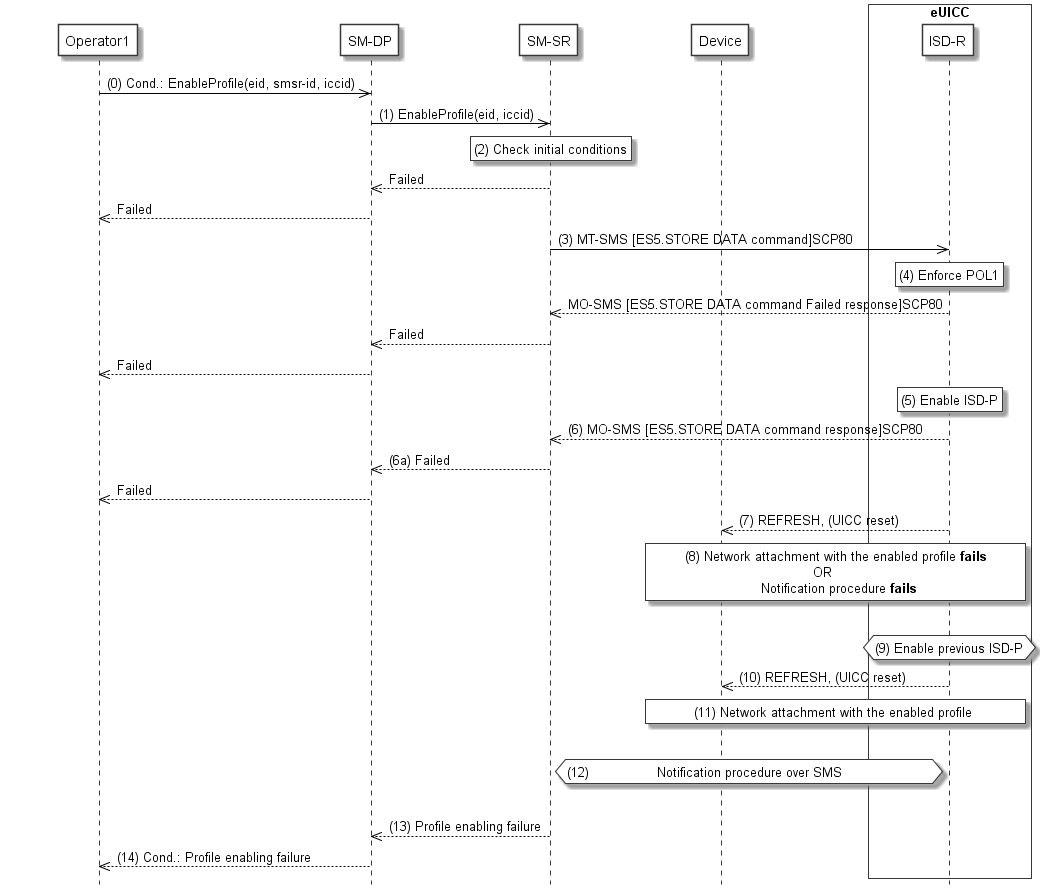 eUICC
Operator1
SM-DP
SM-SR
Device
ISD-R
(0) Cond.: EnableProfile(eid, smsr-id, iccid)
(1) EnableProfile(eid, iccid)
(2) Check initial conditions
Failed
Failed
(3) MT-SMS [ES5.STORE DATA command]SCP80
(4) Enforce POL1
MO-SMS [ES5.STORE DATA command Failed response]SCP80
Failed
Failed
(5) Enable ISD-P
(6) MO-SMS [ES5.STORE DATA command response]SCP80
(6a) Failed
Failed
(7) REFRESH, (UICC reset)
(8) Network attachment with the enabled profile fails
OR
Notification procedure fails
(9) Enable previous ISD-P
(10) REFRESH, (UICC reset)
(11) Network attachment with the enabled profile
(12) Notification procedure over SMS
(13) Profile enabling failure
(14) Cond.: Profile enabling failure